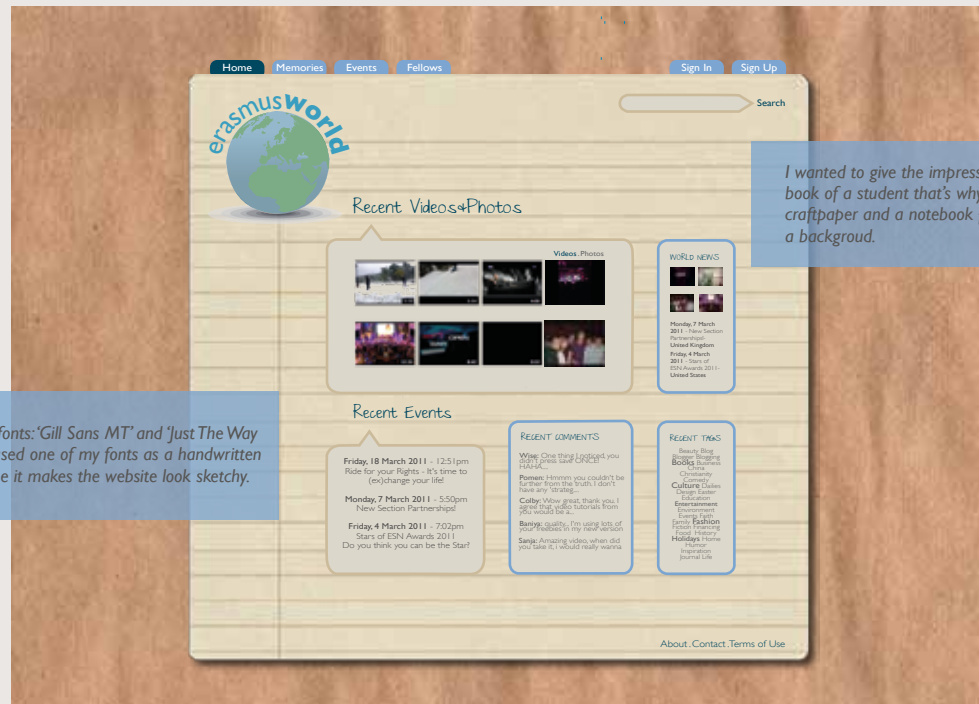 Home Memories Events Fellows Sign In Sign Up
erasmusworld
Search
I wanted to give the impress
book of a student that's why
craftpaper and a notebook
a backgroud.
Recent Videos&Photos
Videos.Photos
WORLD NEWS
Monday, 7 March
2011 - New Section
Partnerships!-
United Kingdom
Friday, 4 March
2011 - Stars of
ESN Awards 2011-
United States
fonts: 'Gill Sans MT' and 'Just The Way
sed one of my fonts as a handwritten
e it makes the website look sketchy.
Recent Events
Friday, 18 March 2011 - 12:51pm
Ride for your Rights - It's time to
(ex)change your life!
Monday, 7 March 2011 - 5:50pm
New Section Partnerships!
Friday, 4 March 2011 - 7:02pm
Stars of ESN Awards 2011
Do you think you can be the Star?
RECENT COMMENTS
Wise: One thing I noticed, you
didn't press save ONCE!
HAHA....
Pomen: Hmmm you couldn't be
further from the truth. I don't
have any 'strateg....
Colby: Wow great, thank you. I
agree that video tutorials from
you would be a...
Baniya: quality.. I'm using lots of
your freebies in my new version
Sanja: Amazing video, when did
you take it, i would really wanna
RECENT TAGS
Beauty Blog
Blogger Blogging
Books Business
China
Christianity
Comedy
Culture Dailies
Design Easter
Education
Entertainment
Environment
Events Faith
Family Fashion
Fiction Financing
Food History
Holidays Home
Humor
Inspiration
Journal Life
About.Contact.Terms of Use